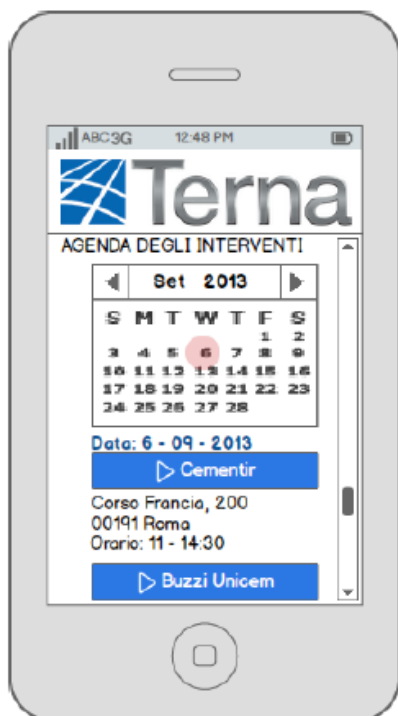 ABC3G 12:48 PM
Terna
AGENDA DEGLI INTERVENTI
Set 2013
S M T W T F S
1 2
3 4 5 6 7 8 9
10 11 12 13 14 15 16
17 18 19 20 21 22 23
24 25 26 27 28
Data: 6 - 09 - 2013
Cementir
Corso Francia, 200
00191 Roma
Orario: 11 - 14:30
Buzzi Unicem